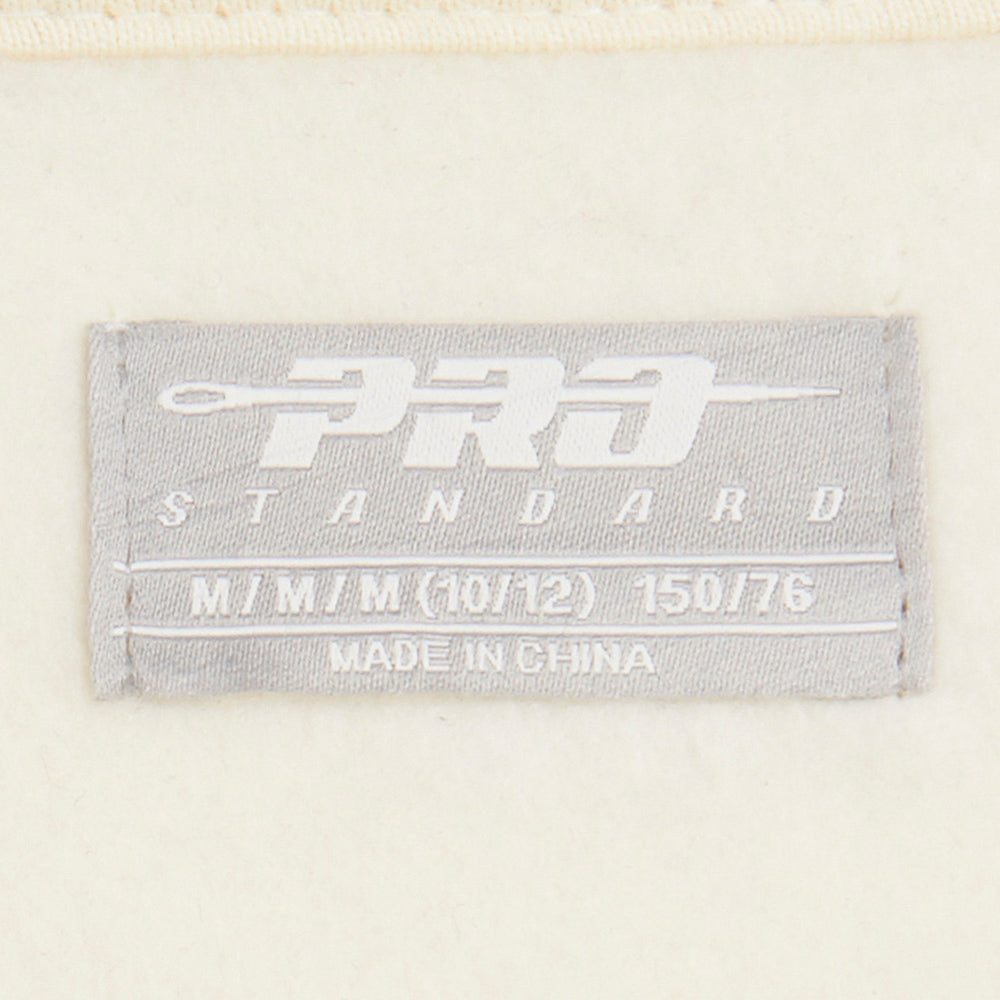 PRO
STANDARD
M/M/M (10/12) 150/76
MADE IN CHINA